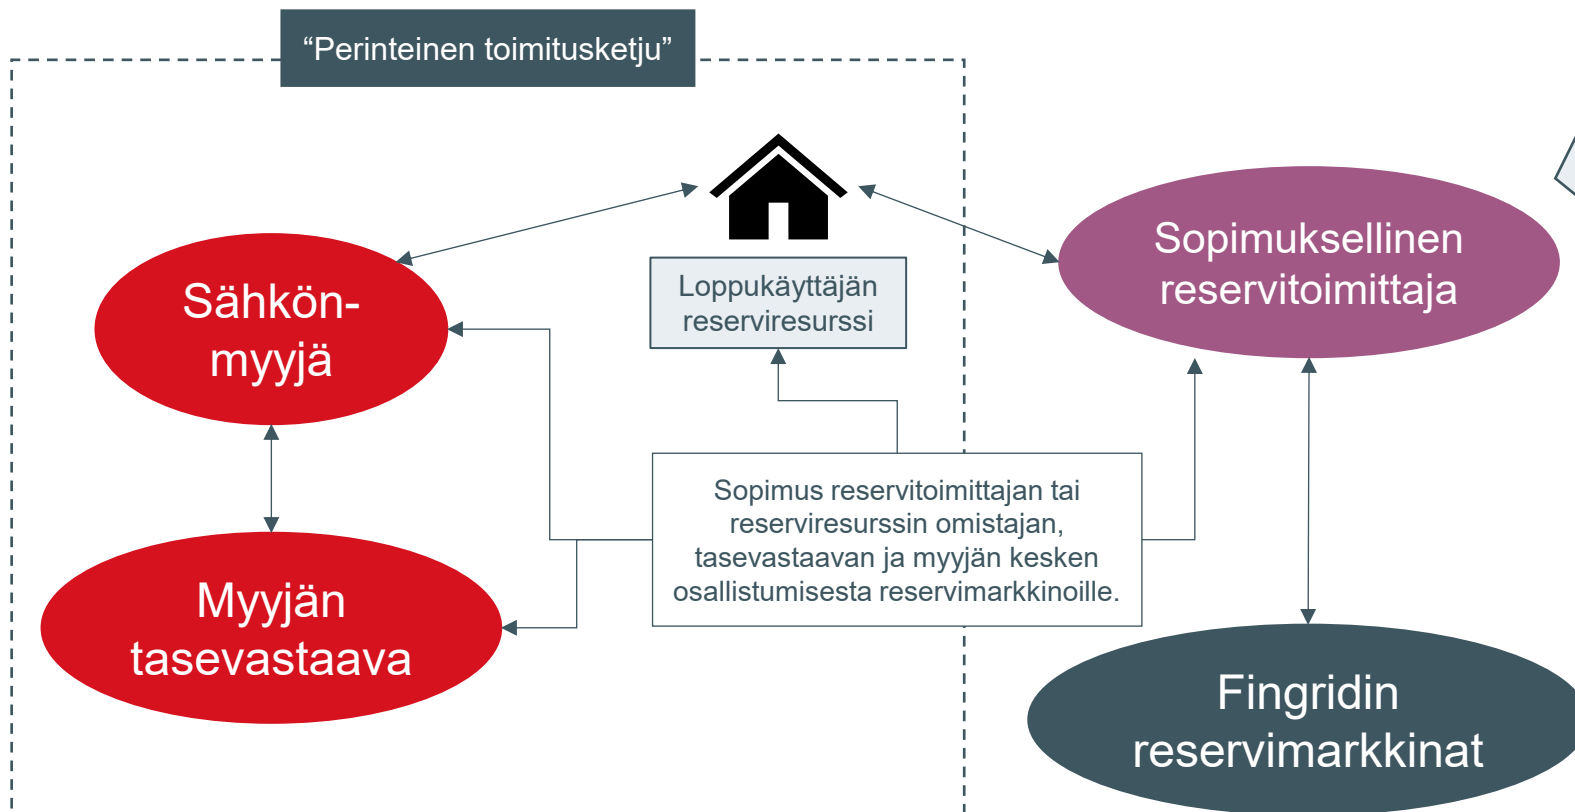 “Perinteinen toimitusketju”
Sähkön-
myyjä
Loppukäyttäjän
reserviresurssi
Sopimuksellinen
reservitoimittaja
Sopimus reservitoimittajan tai
reserviresurssin omistajan,
tasevastaavan ja myyjän kesken
osallistumisesta reservimarkkinoille.
Myyjän
tasevastaava
Fingridin
reservimarkkinat